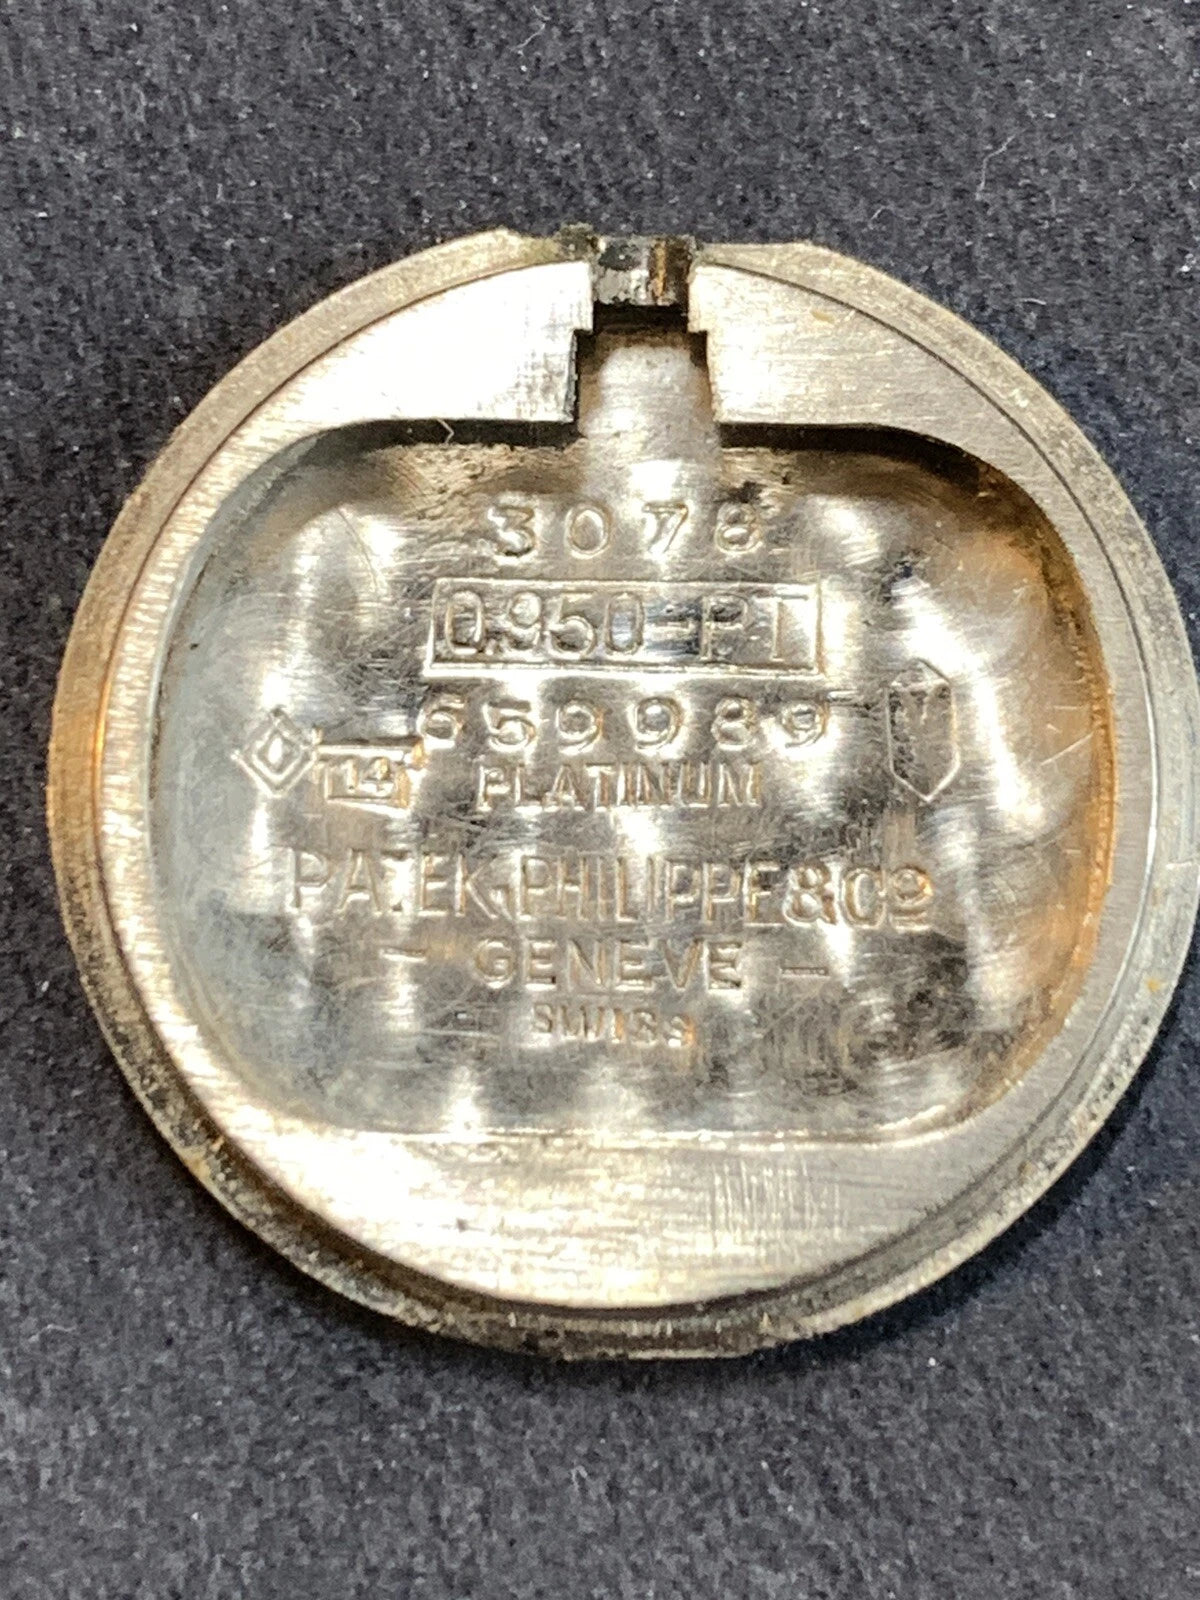 3078
0.950-PT
659989
PLATINUM
PATEK, PHILIPPE & Co
- GENEVE -
SWISS